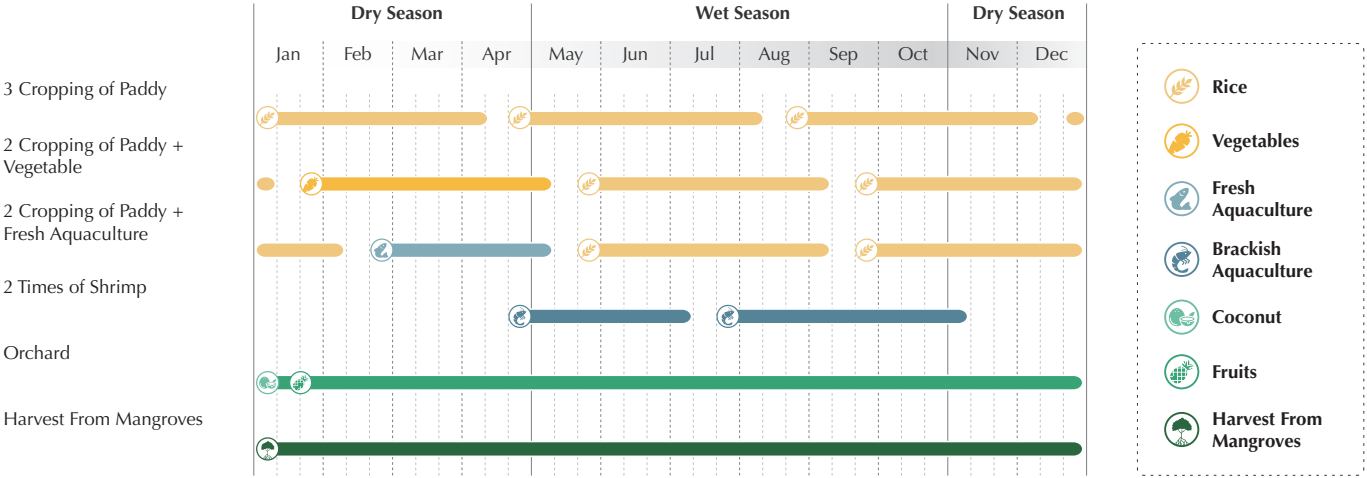 Dry Season
Wet Season
Dry Season
Jan
Feb
Mar
Apr
May
Jun
Jul
Aug
Sep
Oct
Nov
Dec
3 Cropping of Paddy
2 Cropping of Paddy +
Vegetable
2 Cropping of Paddy +
Fresh Aquaculture
2 Times of Shrimp
Orchard
Harvest From Mangroves
Rice
Vegetables
Fresh
Aquaculture
Brackish
Aquaculture
Coconut
Fruits
Harvest From
Mangroves